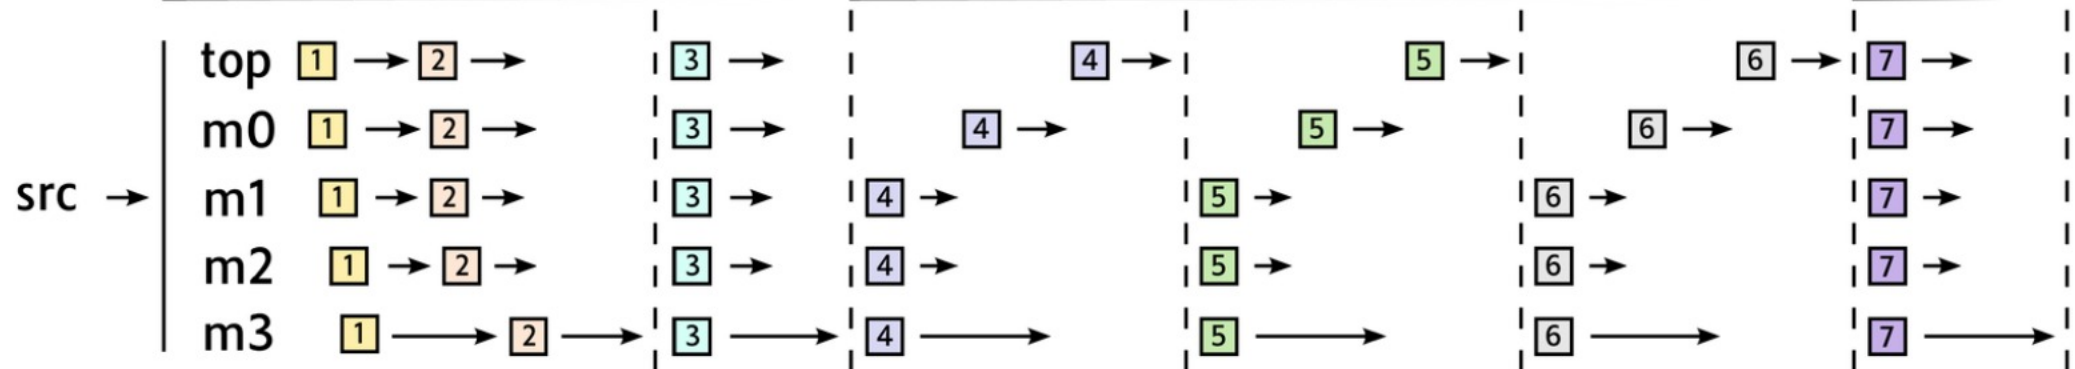 top 1 2 3 4 5 6 7
m0 1 2 3 4 5 6 7
src m1 1 2 3 4 5 6 7
m2 1 2 3 4 5 6 7
m3 1 2 3 4 5 6 7